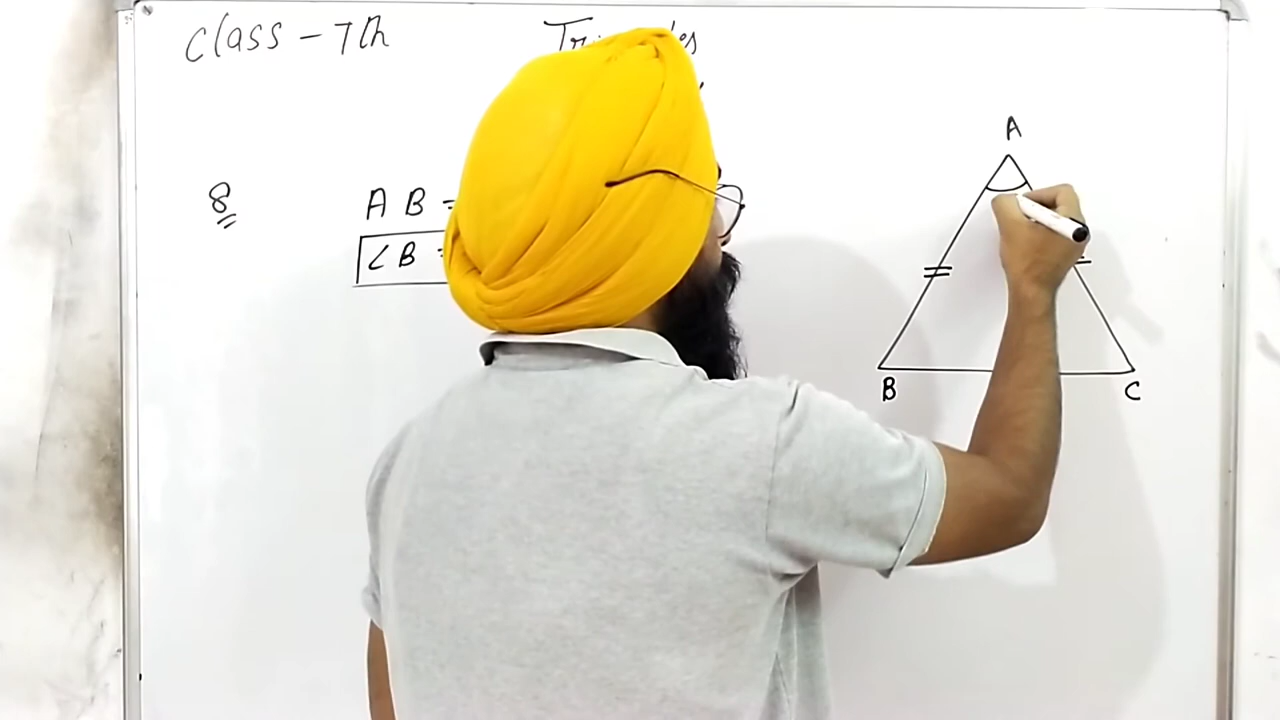 Class - 7th
8
A B =
∠B =
A
B
C